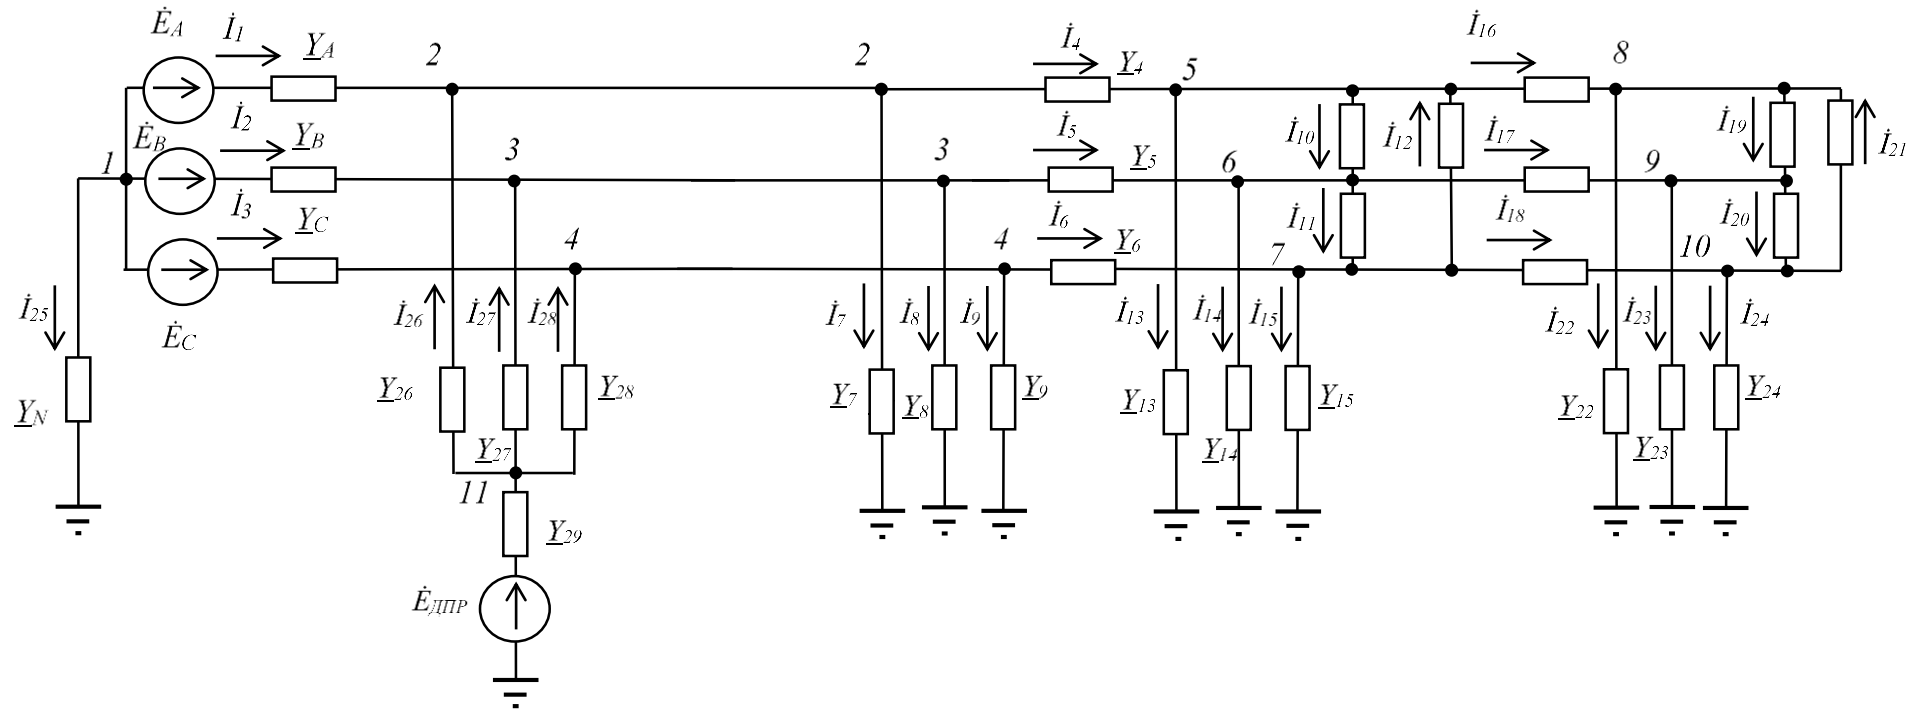 Ė_A İ_1 Y_A
2 2 İ_4 Y_4 5 İ_16 8
İ_2 Ė_B Y_B 3 3 İ_5 Y_5 6 İ_10 İ_12 İ_17 9 İ_19 İ_21
1 İ_3 Y_C 4 4 İ_6 Y_6 7 İ_11 İ_18 10 İ_20
İ_25 Ė_C İ_26 İ_27 İ_28 İ_7 İ_8 İ_9 İ_13 İ_14 İ_15 İ_22 İ_23 İ_24
Y_N Y_26 Y_28 Y_7 Y_8 Y_9 Y_13 Y_15 Y_22 Y_24
Y_27 Y_14 Y_23
11
Y_29
Ė_ДПР